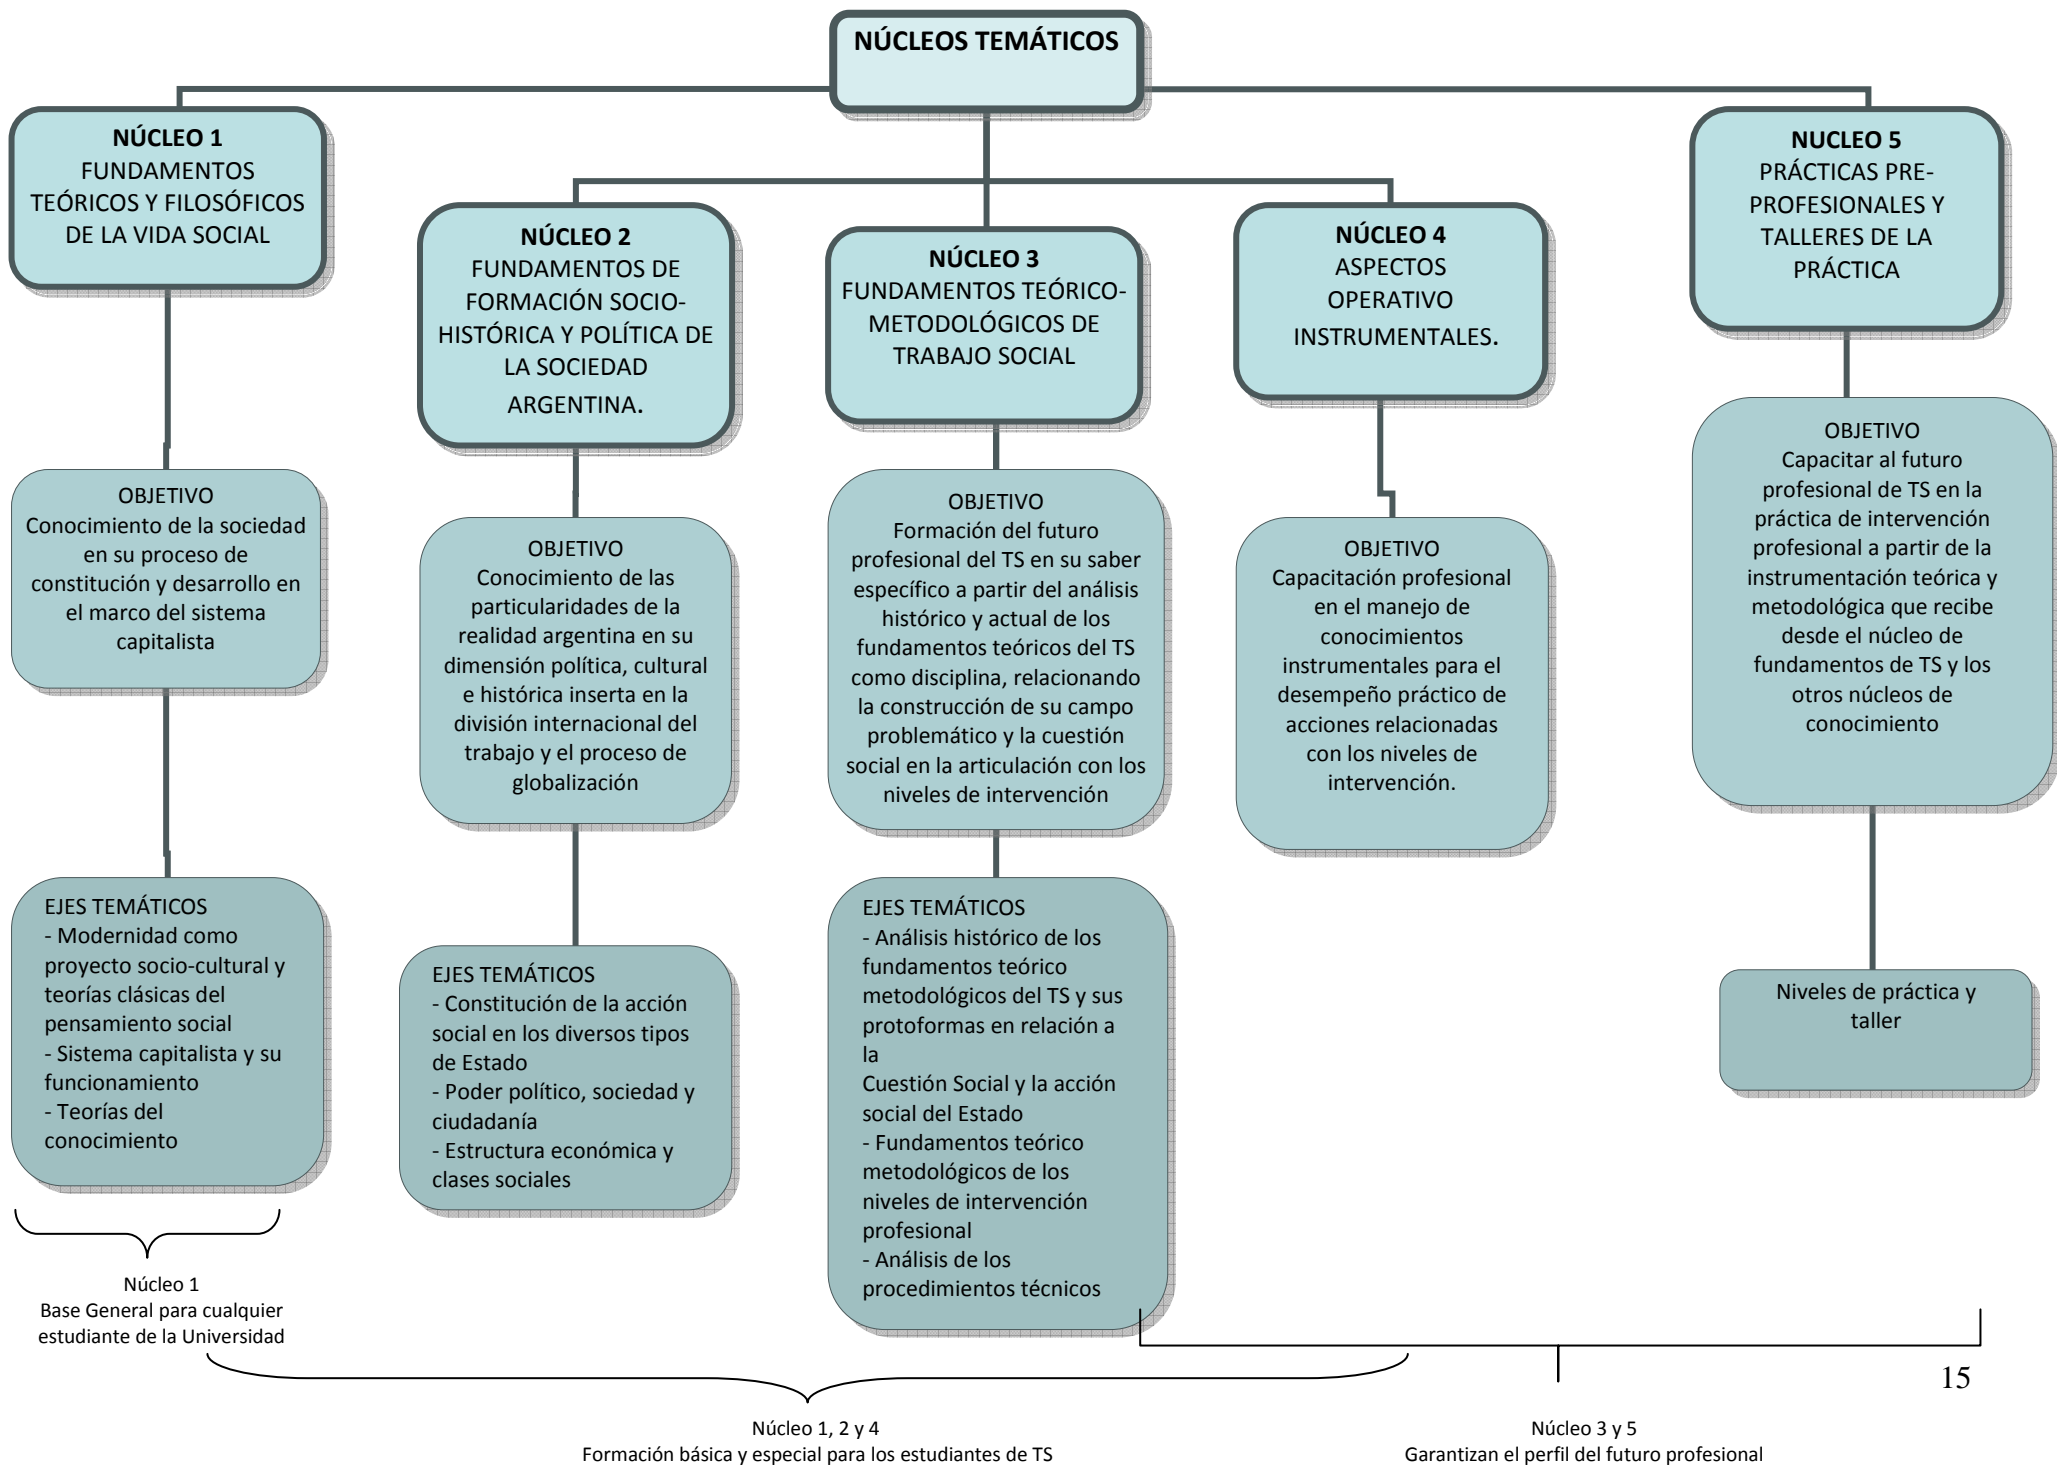 NÚCLEOS TEMÁTICOS
NÚCLEO 1
FUNDAMENTOS
TEÓRICOS Y FILOSÓFICOS
DE LA VIDA SOCIAL
NÚCLEO 2
FUNDAMENTOS DE
FORMACIÓN SOCIO-
HISTÓRICA Y POLÍTICA DE
LA SOCIEDAD
ARGENTINA.
NÚCLEO 3
FUNDAMENTOS TEÓRICO-
METODOLÓGICOS DE
TRABAJO SOCIAL
NÚCLEO 4
ASPECTOS
OPERATIVO
INSTRUMENTALES.
NUCLEO 5
PRÁCTICAS PRE-
PROFESIONALES Y
TALLERES DE LA
PRÁCTICA
OBJETIVO
Conocimiento de la sociedad
en su proceso de
constitución y desarrollo en
el marco del sistema
capitalista
OBJETIVO
Conocimiento de las
particularidades de la
realidad argentina en su
dimensión política, cultural
e histórica inserta en la
división internacional del
trabajo y el proceso de
globalización
OBJETIVO
Formación del futuro
profesional del TS en su saber
específico a partir del análisis
histórico y actual de los
fundamentos teóricos del TS
como disciplina, relacionando
la construcción de su campo
problemático y la cuestión
social en la articulación con los
niveles de intervención
OBJETIVO
Capacitación profesional
en el manejo de
conocimientos
instrumentales para el
desempeño práctico de
acciones relacionadas
con los niveles de
intervención.
OBJETIVO
Capacitar al futuro
profesional de TS en la
práctica de intervención
profesional a partir de la
instrumentación teórica y
metodológica que recibe
desde el núcleo de
fundamentos de TS y los
otros núcleos de
conocimiento
EJES TEMÁTICOS
- Modernidad como
proyecto socio-cultural y
teorías clásicas del
pensamiento social
- Sistema capitalista y su
funcionamiento
- Teorías del
conocimiento
EJES TEMÁTICOS
- Constitución de la acción
social en los diversos tipos
de Estado
- Poder político, sociedad y
ciudadanía
- Estructura económica y
clases sociales
EJES TEMÁTICOS
- Análisis histórico de los
fundamentos teórico
metodológicos del TS y sus
protoformas en relación a
la
Cuestión Social y la acción
social del Estado
- Fundamentos teórico
metodológicos de los
niveles de intervención
profesional
- Análisis de los
procedimientos técnicos
Niveles de práctica y
taller
Núcleo 1
Base General para cualquier
estudiante de la Universidad
15
Núcleo 1, 2 y 4
Formación básica y especial para los estudiantes de TS
Núcleo 3 y 5
Garantizan el perfil del futuro profesional